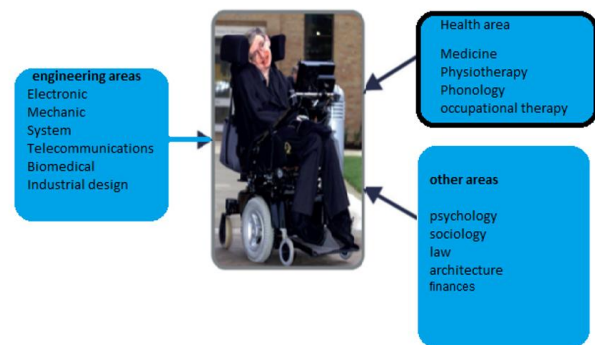 engineering areas
Electronic
Mechanic
System
Telecommunications
Biomedical
Industrial design
Health area
Medicine
Physiotherapy
Phonology
occupational therapy
other areas
psychology
sociology
law
architecture
finances